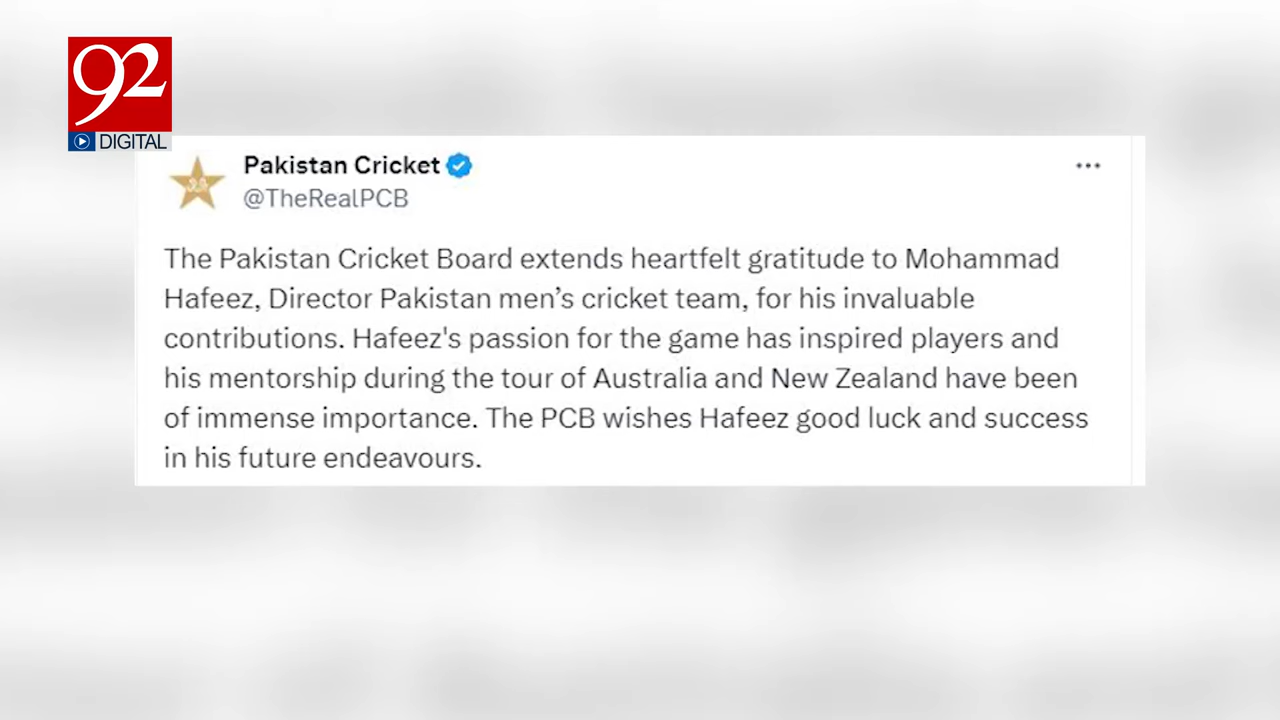 92
DIGITAL
Pakistan Cricket
@TheRealPCB
The Pakistan Cricket Board extends heartfelt gratitude to Mohammad
Hafeez, Director Pakistan men’s cricket team, for his invaluable
contributions. Hafeez's passion for the game has inspired players and
his mentorship during the tour of Australia and New Zealand have been
of immense importance. The PCB wishes Hafeez good luck and success
in his future endeavours.